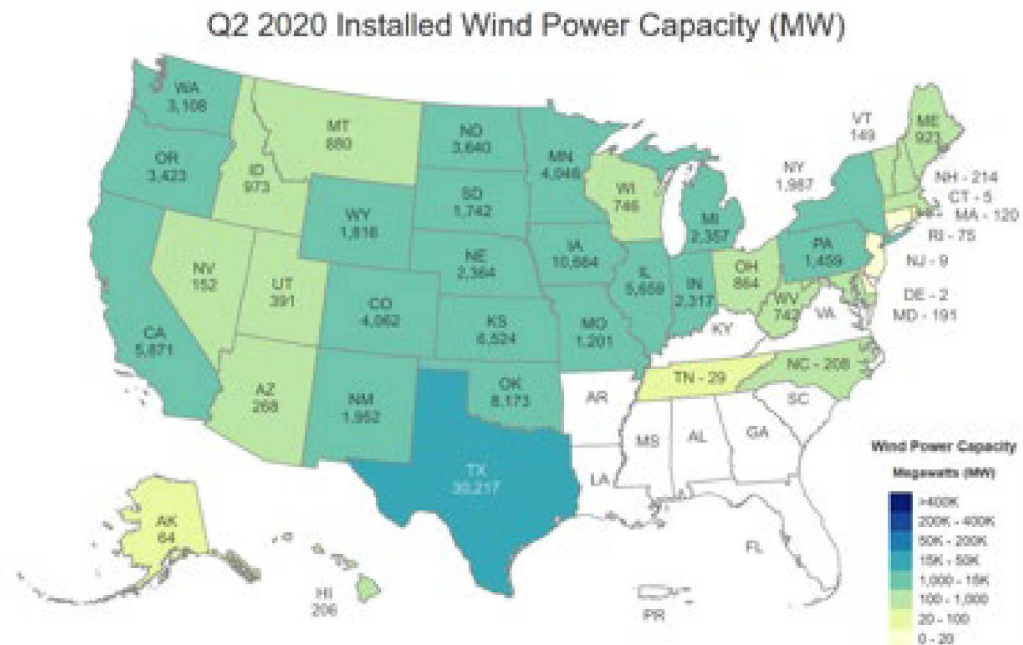 Q2 2020 Installed Wind Power Capacity (MW)
WA
3,108
OR
3,423
CA
5,871
ID
973
NV
152
MT
880
WY
1,816
UT
391
AZ
268
CO
4,062
NM
1,952
ND
3,640
SD
1,742
NE
2,364
KS
6,524
OK
8,173
TX
30,217
MN
4,048
IA
10,664
MO
1,201
AR
LA
WI
746
IL
5,659
MI
2,357
IN
2,317
OH
864
KY
TN - 29
MS
AL
GA
FL
SC
NC - 208
VA
WV
742
PA
1,459
NY
1,987
VT
149
ME
923
NH - 214
CT - 5
MA - 120
RI - 75
NJ - 9
DE - 2
MD - 191
AK
64
HI
206
PR
Wind Power Capacity
Megawatts (MW)
>400K
200K - 400K
50K - 200K
15K - 50K
1,000 - 15K
100 - 1,000
20 - 100
0 - 20